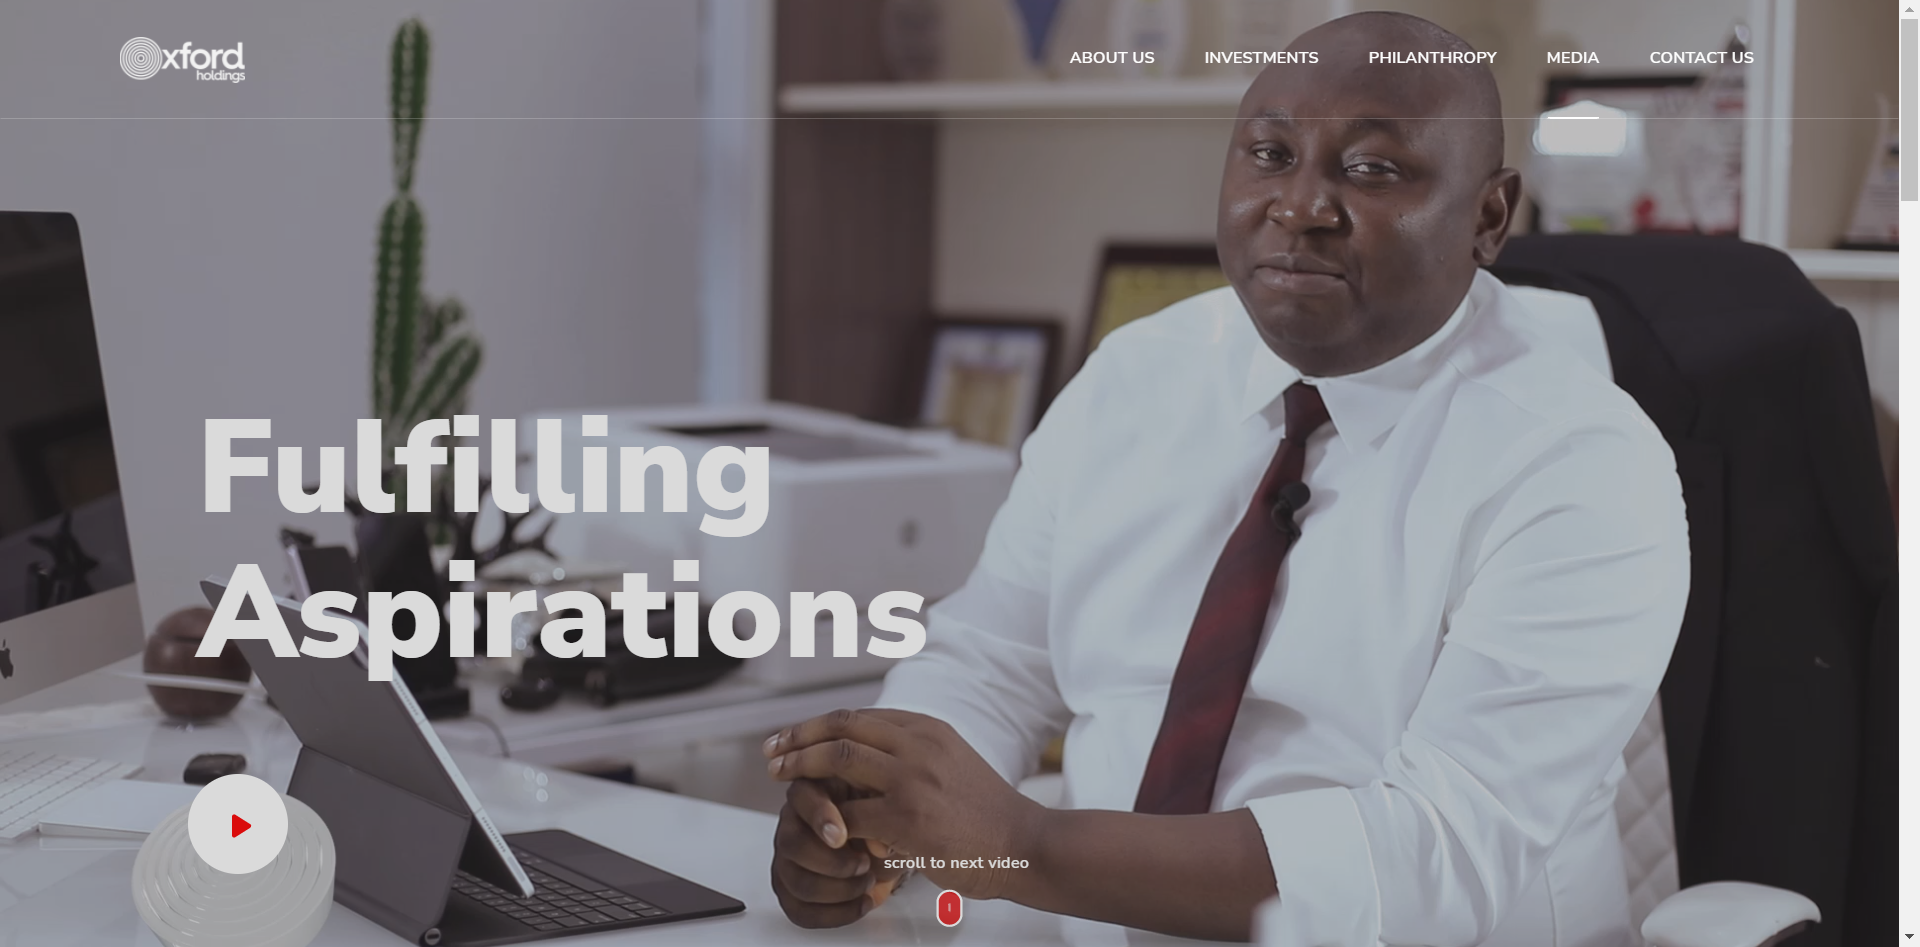 Oxford
holdings
ABOUT US
INVESTMENTS
PHILANTHROPY
MEDIA
CONTACT US
Fulfilling
Aspirations
scroll to next video